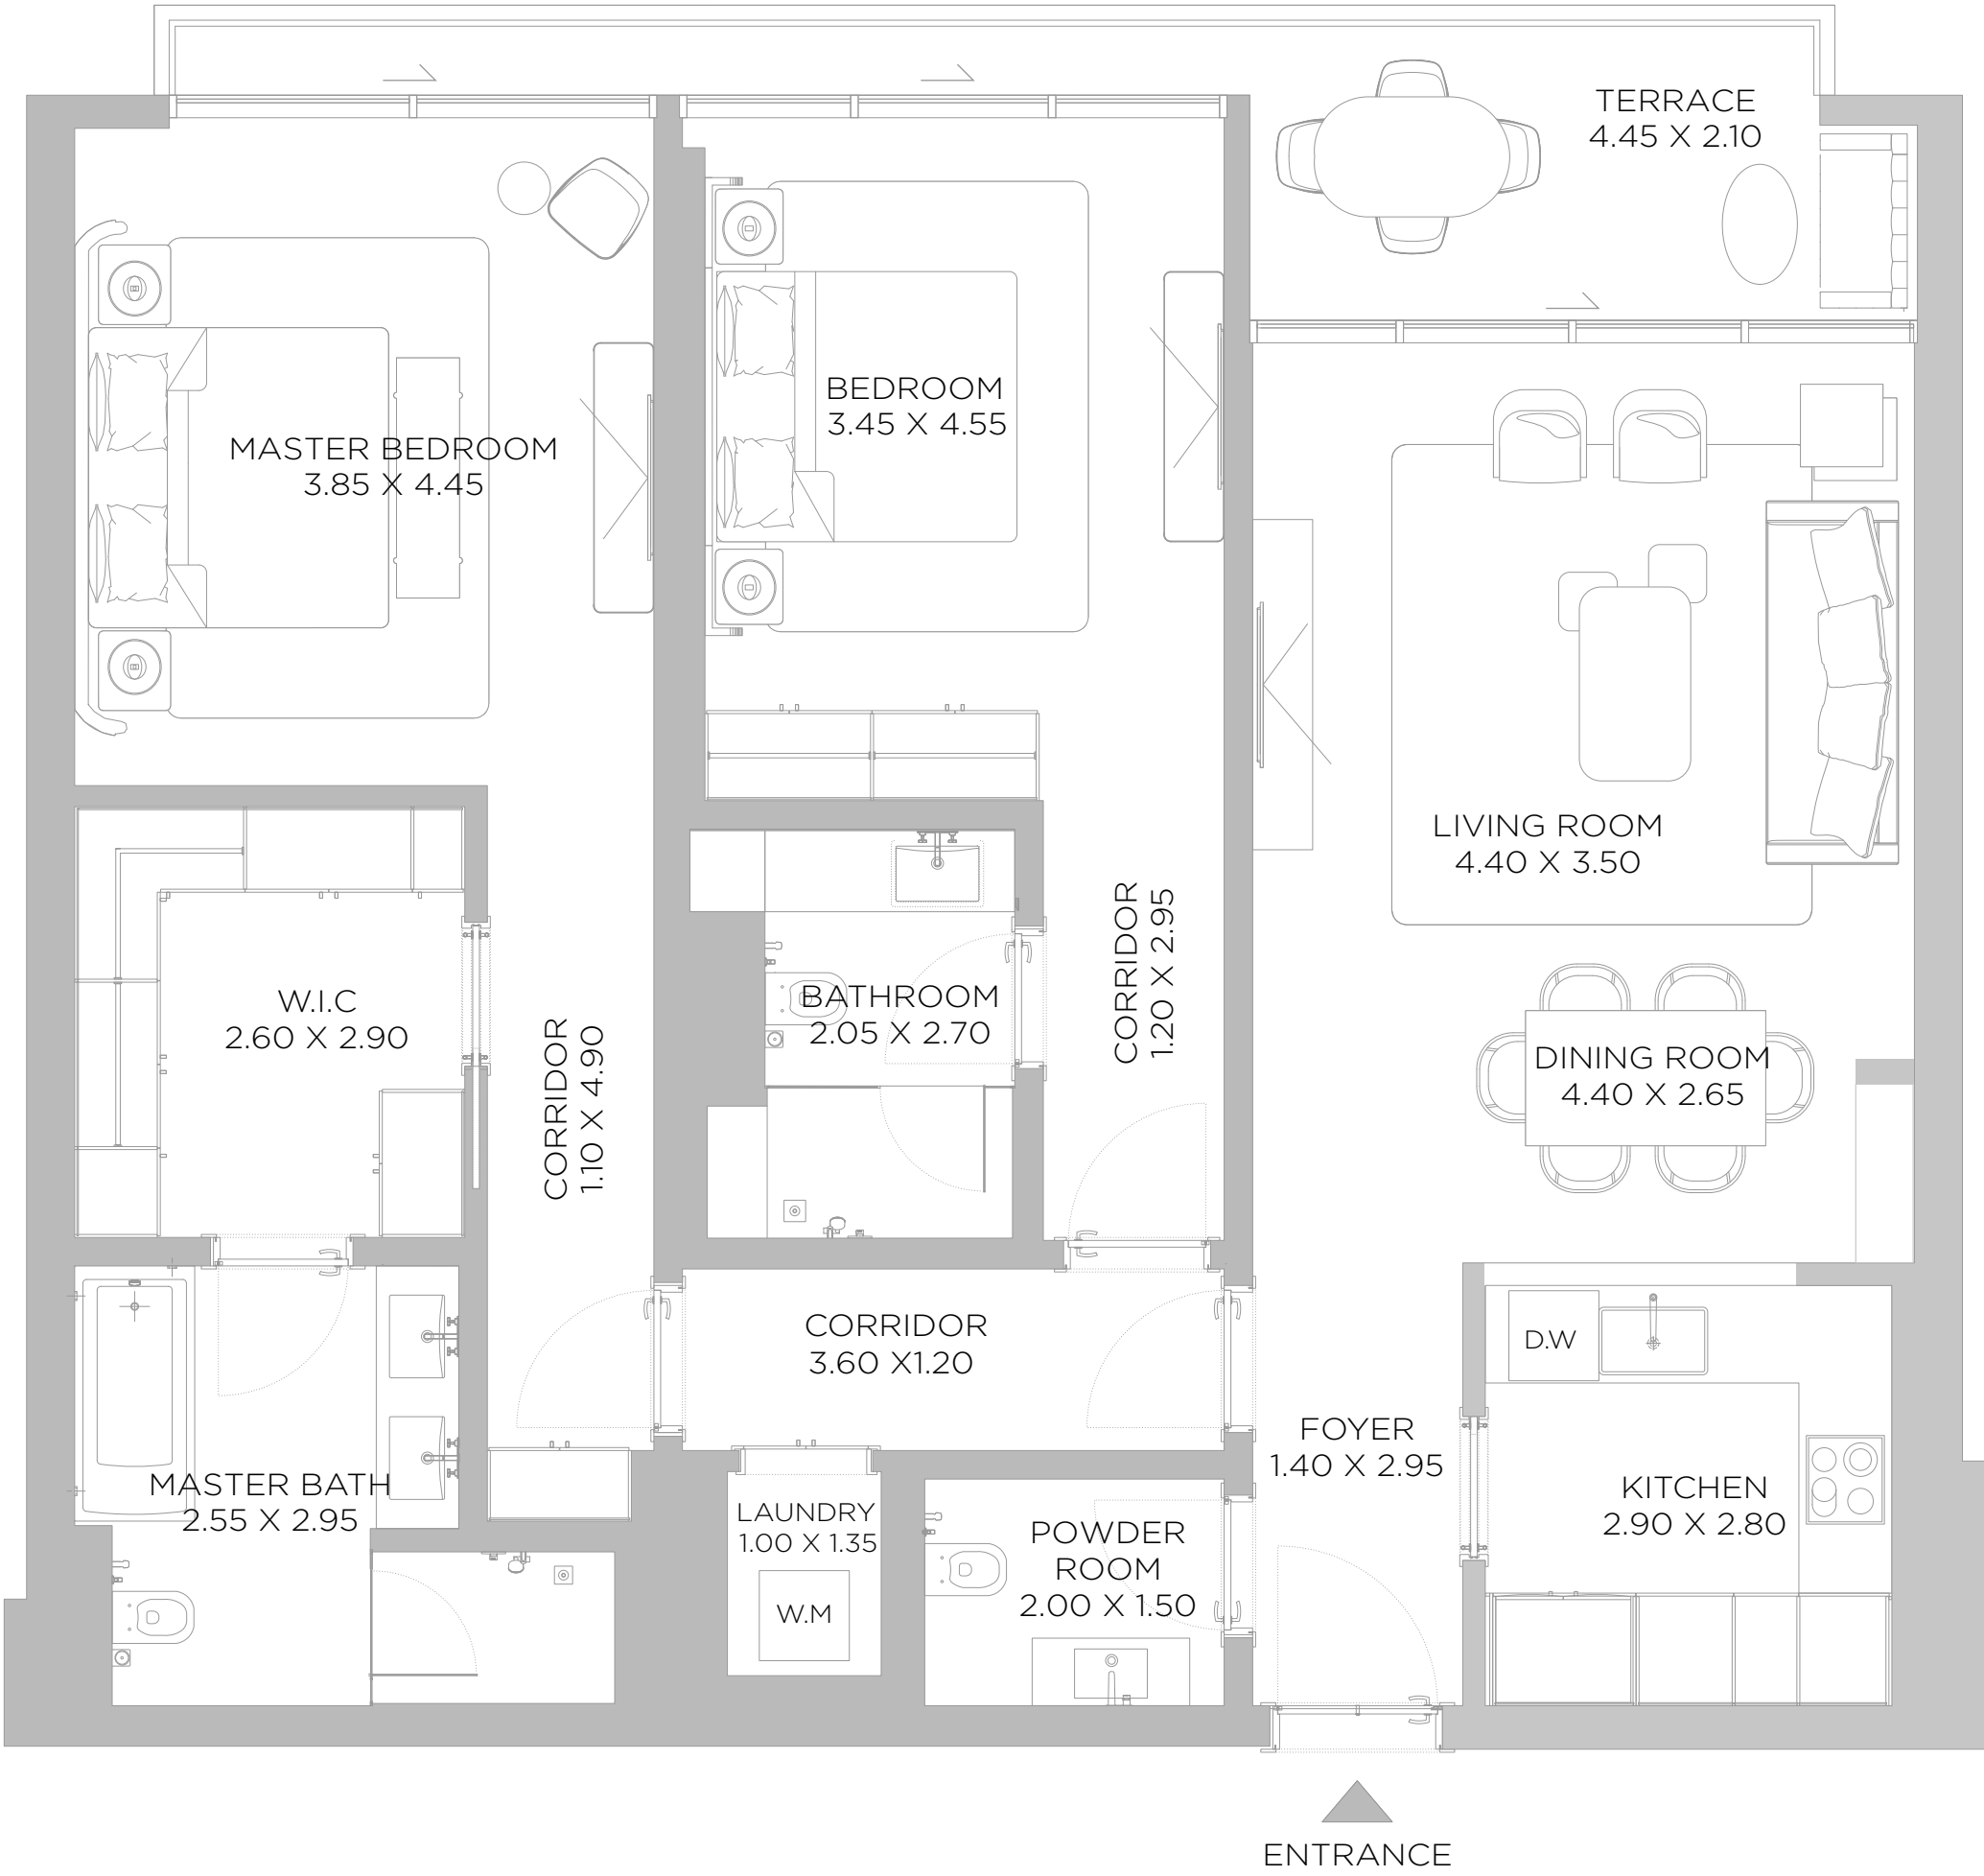 TERRACE
4.45 X 2.10
BEDROOM
3.45 X 4.55
MASTER BEDROOM
3.85 X 4.45
LIVING ROOM
4.40 X 3.50
CORRIDOR
1.20 X 2.95
W.I.C
2.60 X 2.90
BATHROOM
2.05 X 2.70
CORRIDOR
1.10 X 4.90
DINING ROOM
4.40 X 2.65
CORRIDOR
3.60 X1.20
D.W
FOYER
1.40 X 2.95
MASTER BATH
2.55 X 2.95
KITCHEN
2.90 X 2.80
LAUNDRY
1.00 X 1.35
POWDER
ROOM
2.00 X 1.50
W.M
ENTRANCE